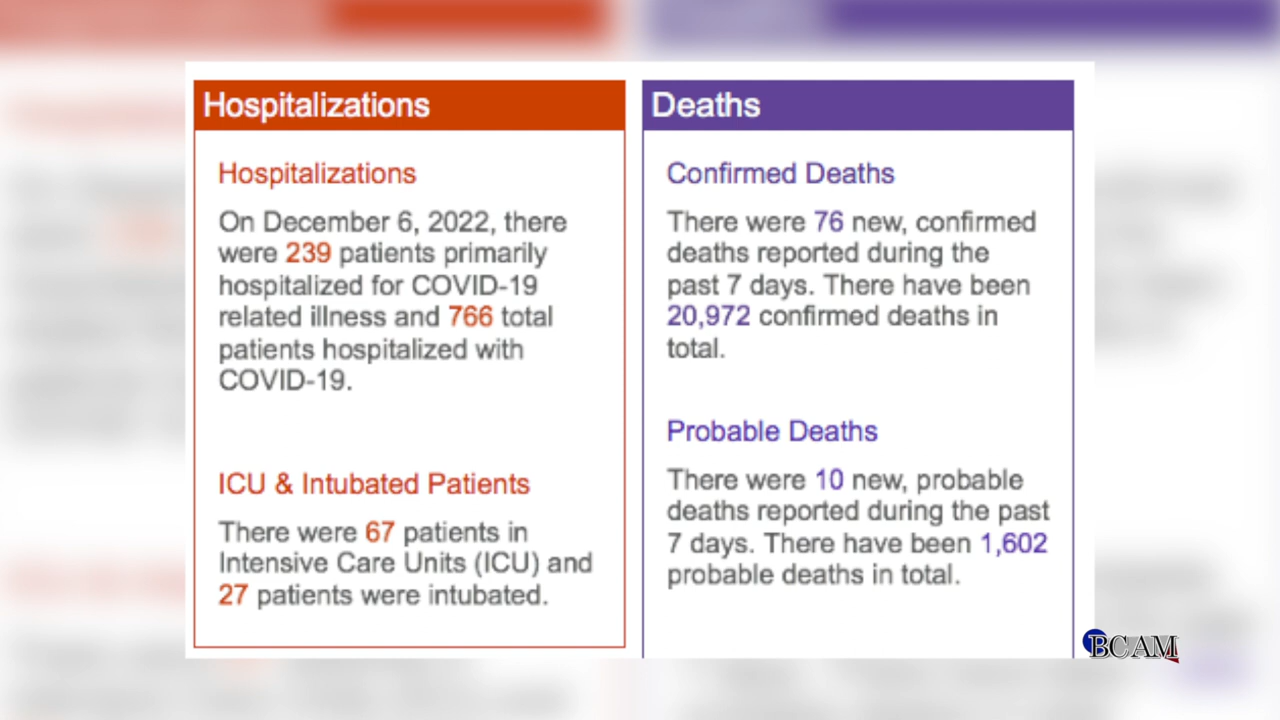 Hospitalizations
Hospitalizations
On December 6, 2022, there
were 239 patients primarily
hospitalized for COVID-19
related illness and 766 total
patients hospitalized with
COVID-19.
ICU & Intubated Patients
There were 67 patients in
Intensive Care Units (ICU) and
27 patients were intubated.
Deaths
Confirmed Deaths
There were 76 new, confirmed
deaths reported during the
past 7 days. There have been
20,972 confirmed deaths in
total.
Probable Deaths
There were 10 new, probable
deaths reported during the past
7 days. There have been 1,602
probable deaths in total.
BCAM